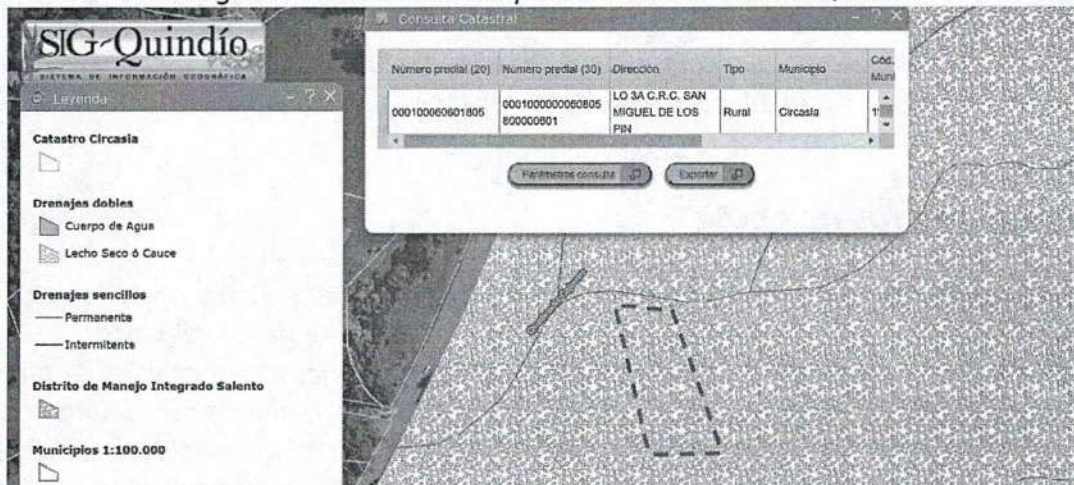 SIG-Quindío
SISTEMA DE INFORMACIÓN GEOGRÁFICA
Leyenda
Catastro Circasia
Drenajes dobles
Cuerpo de Agua
Lecho Seco ó Cauce
Drenajes sencillos
Permanente
Intermitente
Distrito de Manejo Integrado Salento
Municipios 1:100.000
Consulta Catastral
Número predial (20) Número predial (30) Dirección Tipo Municipio Cód. Muni
000100060601805
0001000000060805
800000601
LO 3A C.R.C. SAN
MIGUEL DE LOS
PIN
Rural
Circasia
Parámetros consulta
Exportar